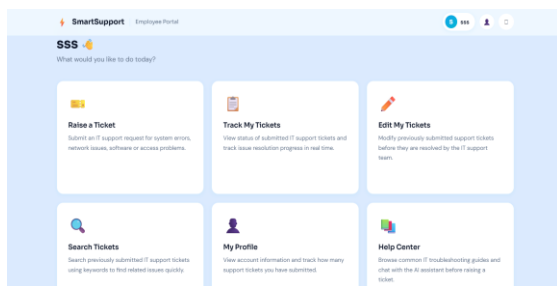 SmartSupport Employee Portal
S sss
sss
What would you like to do today?
Raise a Ticket
Submit an IT support request for system errors,
network issues, software or access problems.
Track My Tickets
View status of submitted IT support tickets and
track issue resolution progress in real time.
Edit My Tickets
Modify previously submitted support tickets
before they are resolved by the IT support
team.
Search Tickets
Search previously submitted IT support tickets
using keywords to find related issues quickly.
My Profile
View account information and track how many
support tickets you have submitted.
Help Center
Browse common IT troubleshooting guides and
chat with the AI assistant before raising a
ticket.